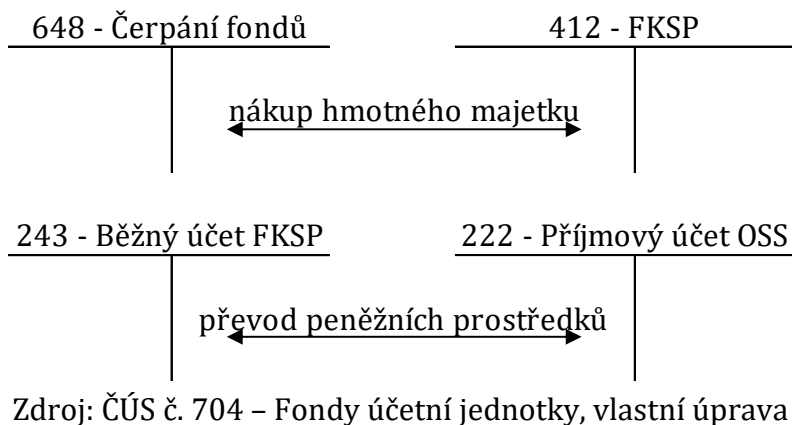 648 - Čerpání fondů
412 - FKSP
nákup hmotného majetku
243 - Běžný účet FKSP
222 - Příjmový účet OSS
převod peněžních prostředků
Zdroj: ČÚS č. 704 – Fondy účetní jednotky, vlastní úprava